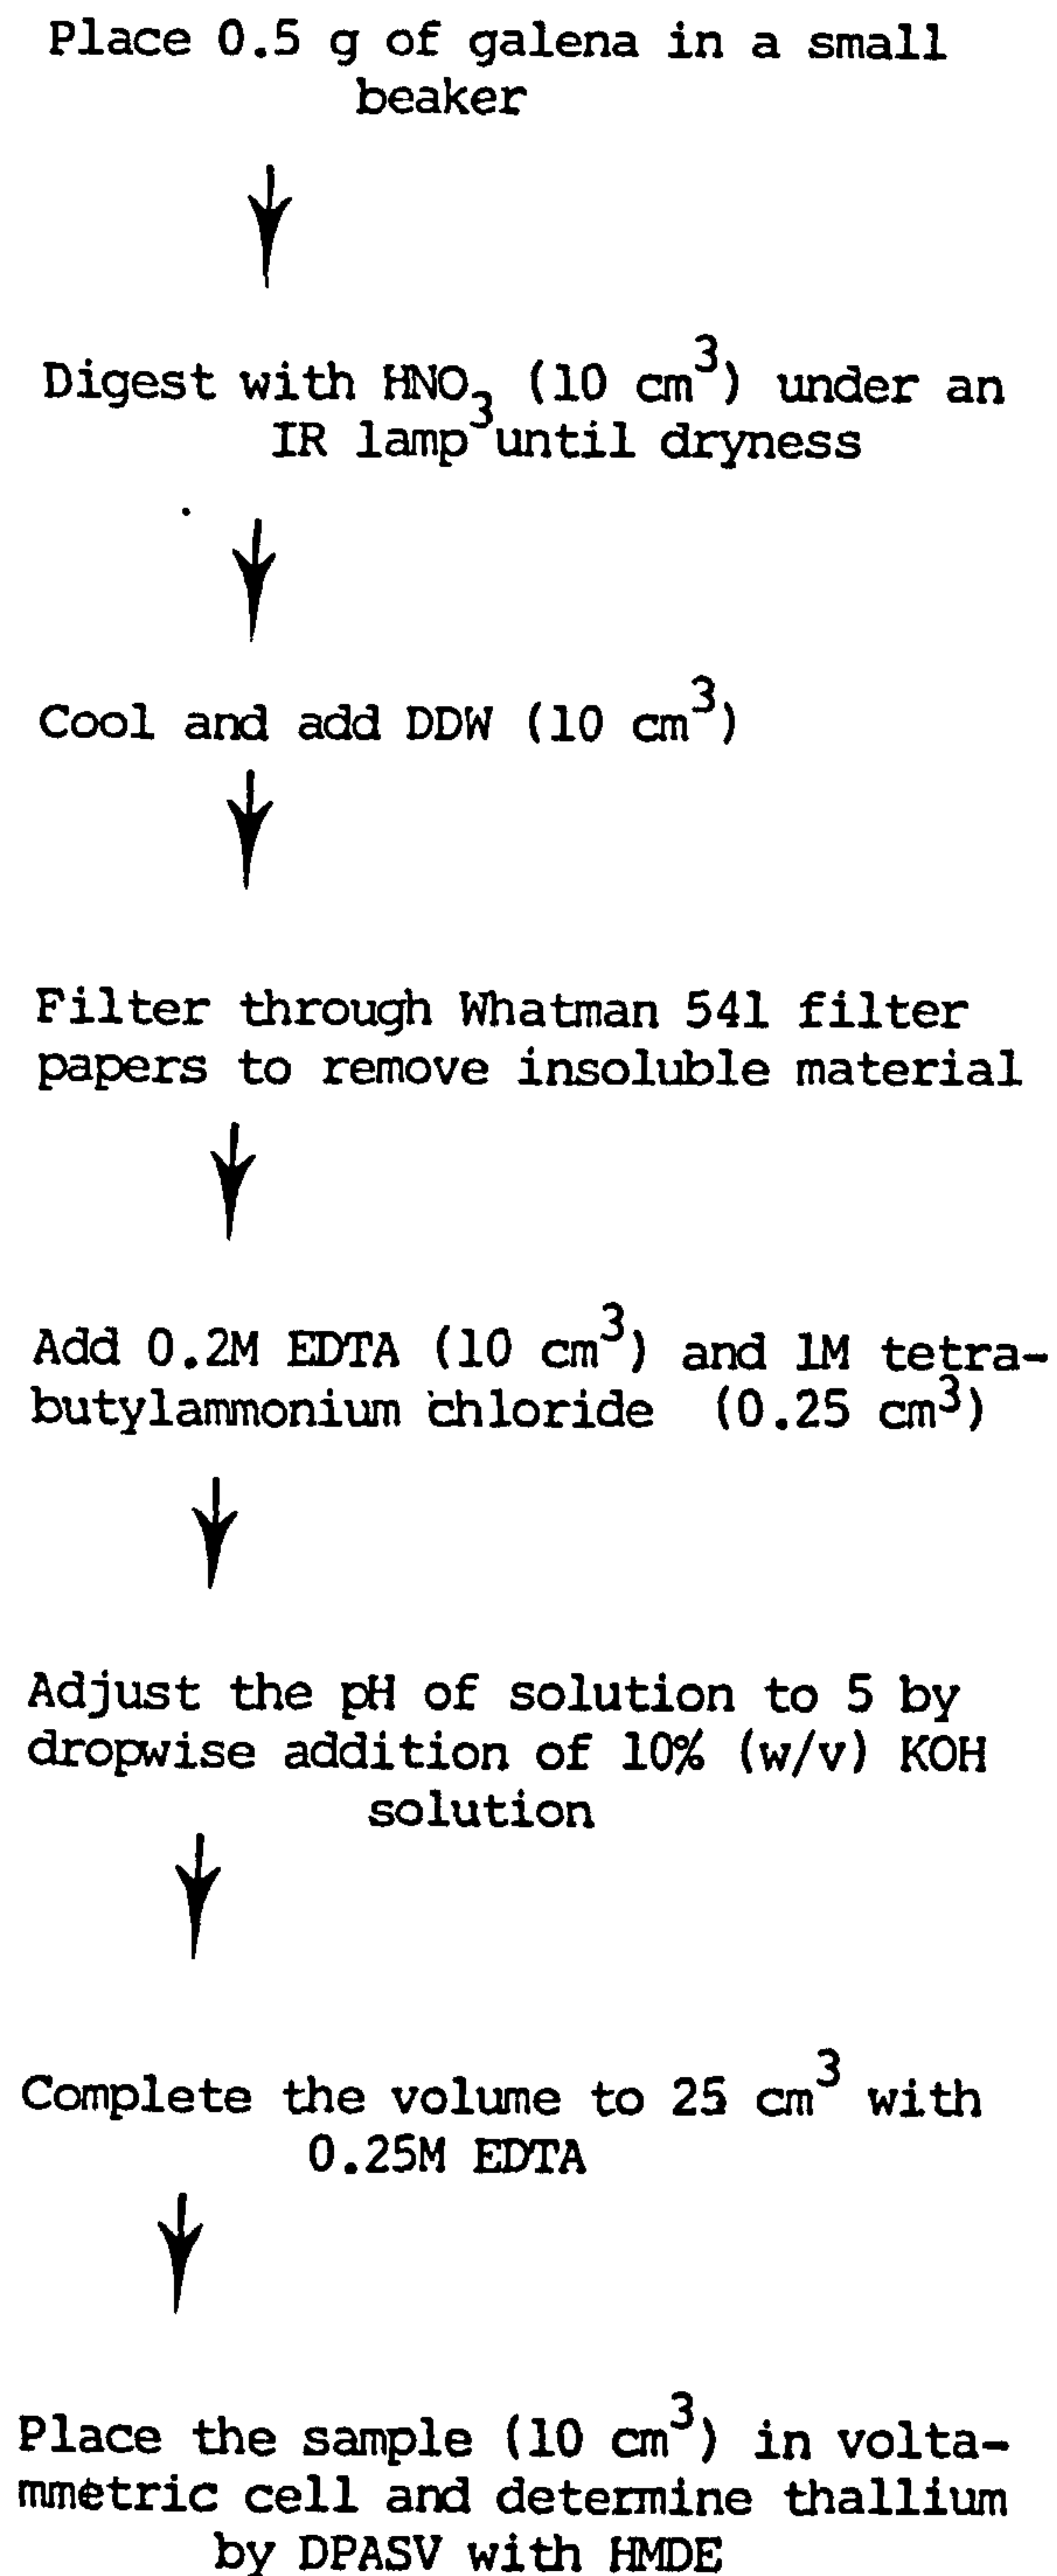 Place 0.5 g of galena in a small
beaker
Digest with HNO₃ (10 cm³) under an
IR lamp until dryness
Cool and add DDW (10 cm³)
Filter through Whatman 541 filter
papers to remove insoluble material
Add 0.2M EDTA (10 cm³) and 1M tetra-
butylammonium chloride (0.25 cm³)
Adjust the pH of solution to 5 by
dropwise addition of 10% (w/v) KOH
solution
Complete the volume to 25 cm³ with
0.25M EDTA
Place the sample (10 cm³) in volta-
mmetric cell and determine thallium
by DPASV with HMDE